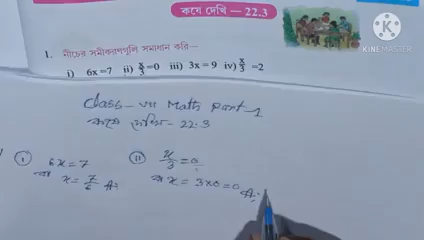 কষে দেখি — 22.3
1. নীচের সমীকরণগুলি সমাধান করি—
i) 6x = 7 ii) x/3 = 0 iii) 3x = 9 iv) x/3 = 2
KINEMASTER
Class - VII Math Part - 1
কষে দেখি - 22.3
i 6x = 7
বা x = 7/6 Ans
ii x/3 = 0
বা x = 3×0 = 0 Ans